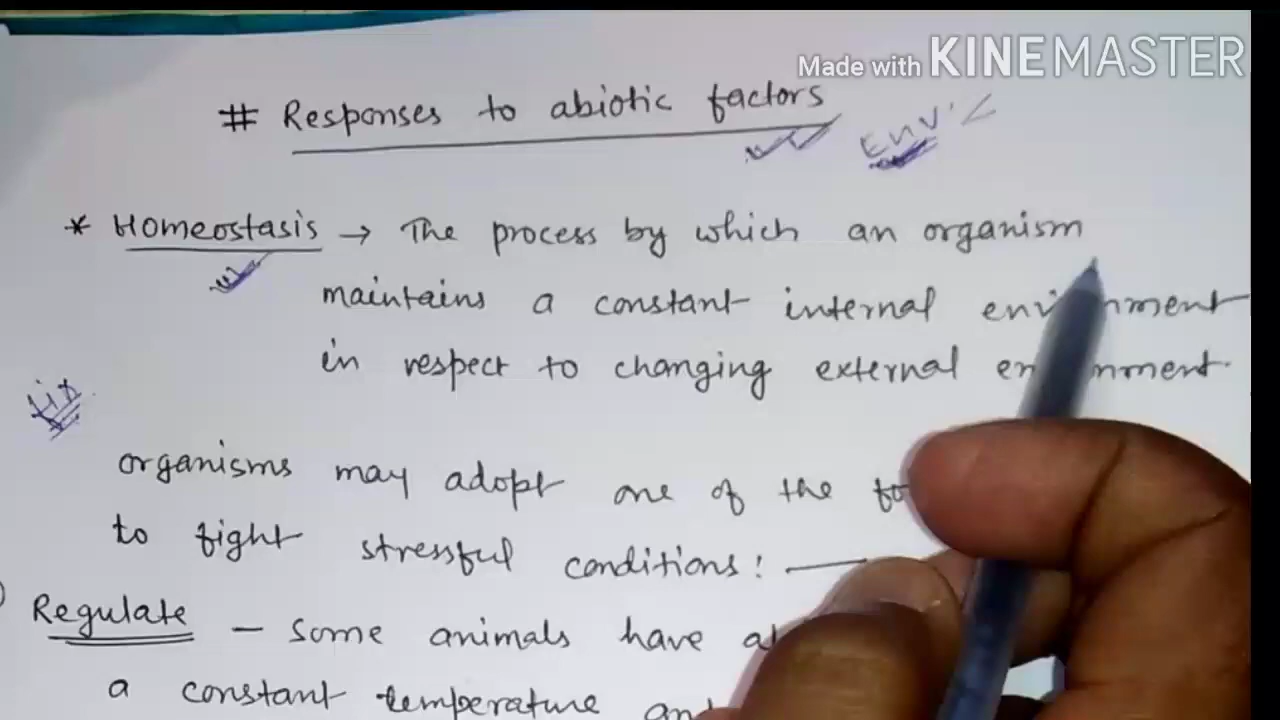 Made with KINEMASTER
# Responses to abiotic factors
Env'
* Homeostasis → The process by which an organism
maintains a constant internal
in respect to changing external
fix
organisms may adopt one of the
to fight stressful conditions: —
Regulate — Some animals have
a constant temperature